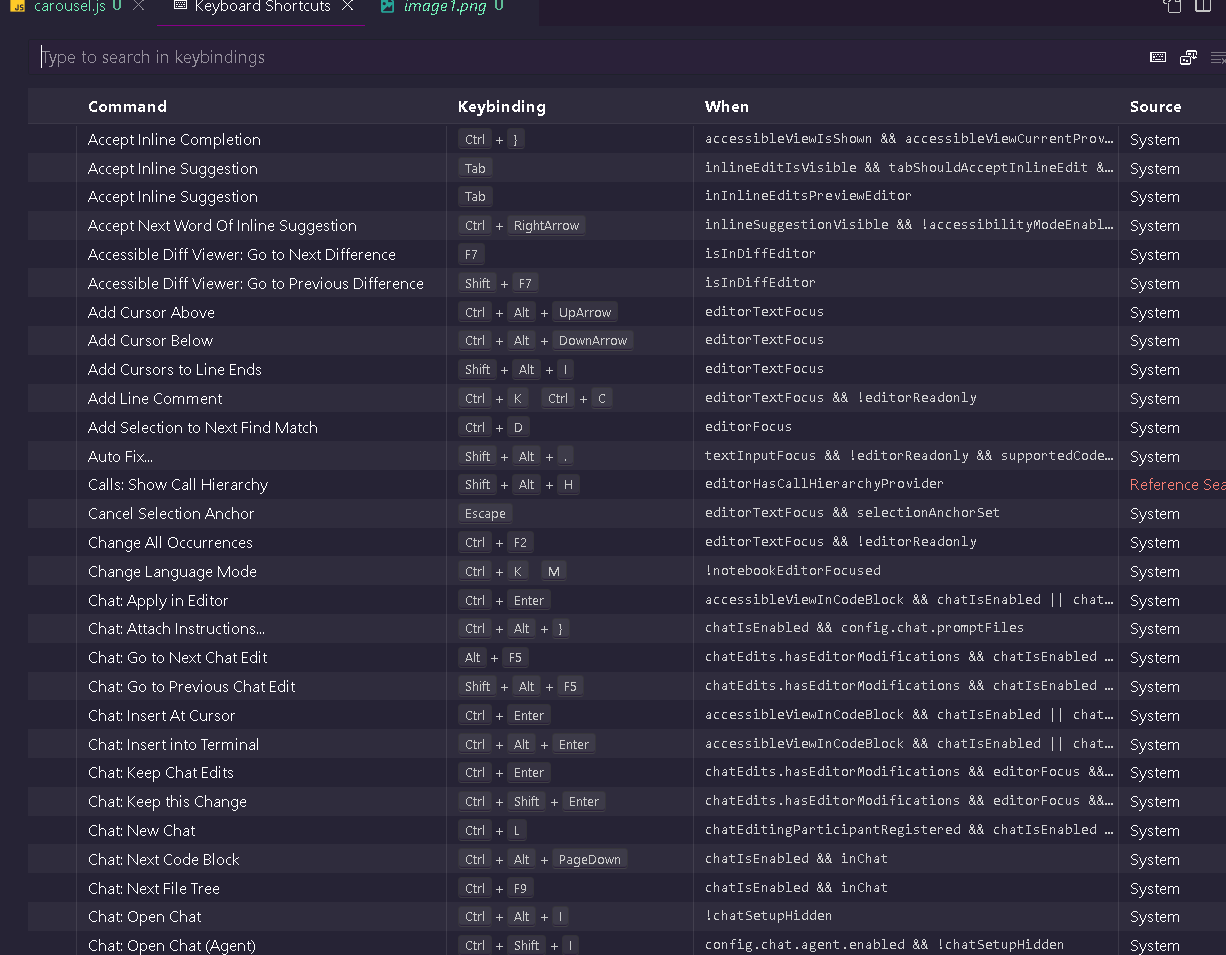 JS carousel.js U Keyboard Shortcuts image1.png U
Type to search in keybindings
Command Keybinding When Source
Accept Inline Completion Ctrl + } accessibleViewIsShown && accessibleViewCurrentProv… System
Accept Inline Suggestion Tab inlineEditIsVisible && tabShouldAcceptInlineEdit &… System
Accept Inline Suggestion Tab inInlineEditsPreviewEditor System
Accept Next Word Of Inline Suggestion Ctrl + RightArrow inlineSuggestionVisible && !accessibilityModeEnabl… System
Accessible Diff Viewer: Go to Next Difference F7 isInDiffEditor System
Accessible Diff Viewer: Go to Previous Difference Shift + F7 isInDiffEditor System
Add Cursor Above Ctrl + Alt + UpArrow editorTextFocus System
Add Cursor Below Ctrl + Alt + DownArrow editorTextFocus System
Add Cursors to Line Ends Shift + Alt + I editorTextFocus System
Add Line Comment Ctrl + K Ctrl + C editorTextFocus && !editorReadonly System
Add Selection to Next Find Match Ctrl + D editorFocus System
Auto Fix... Shift + Alt + . textInputFocus && !editorReadonly && supportedCode… System
Calls: Show Call Hierarchy Shift + Alt + H editorHasCallHierarchyProvider Reference Sea
Cancel Selection Anchor Escape editorTextFocus && selectionAnchorSet System
Change All Occurrences Ctrl + F2 editorTextFocus && !editorReadonly System
Change Language Mode Ctrl + K M !notebookEditorFocused System
Chat: Apply in Editor Ctrl + Enter accessibleViewInCodeBlock && chatIsEnabled || chat… System
Chat: Attach Instructions... Ctrl + Alt + } chatIsEnabled && config.chat.promptFiles System
Chat: Go to Next Chat Edit Alt + F5 chatEdits.hasEditorModifications && chatIsEnabled … System
Chat: Go to Previous Chat Edit Shift + Alt + F5 chatEdits.hasEditorModifications && chatIsEnabled … System
Chat: Insert At Cursor Ctrl + Enter accessibleViewInCodeBlock && chatIsEnabled || chat… System
Chat: Insert into Terminal Ctrl + Alt + Enter accessibleViewInCodeBlock && chatIsEnabled || chat… System
Chat: Keep Chat Edits Ctrl + Enter chatEdits.hasEditorModifications && editorFocus &&… System
Chat: Keep this Change Ctrl + Shift + Enter chatEdits.hasEditorModifications && editorFocus &&… System
Chat: New Chat Ctrl + L chatEditingParticipantRegistered && chatIsEnabled … System
Chat: Next Code Block Ctrl + Alt + PageDown chatIsEnabled && inChat System
Chat: Next File Tree Ctrl + F9 chatIsEnabled && inChat System
Chat: Open Chat Ctrl + Alt + I !chatSetupHidden System
Chat: Open Chat (Agent) Ctrl + Shift + I config.chat.agent.enabled && !chatSetupHidden System